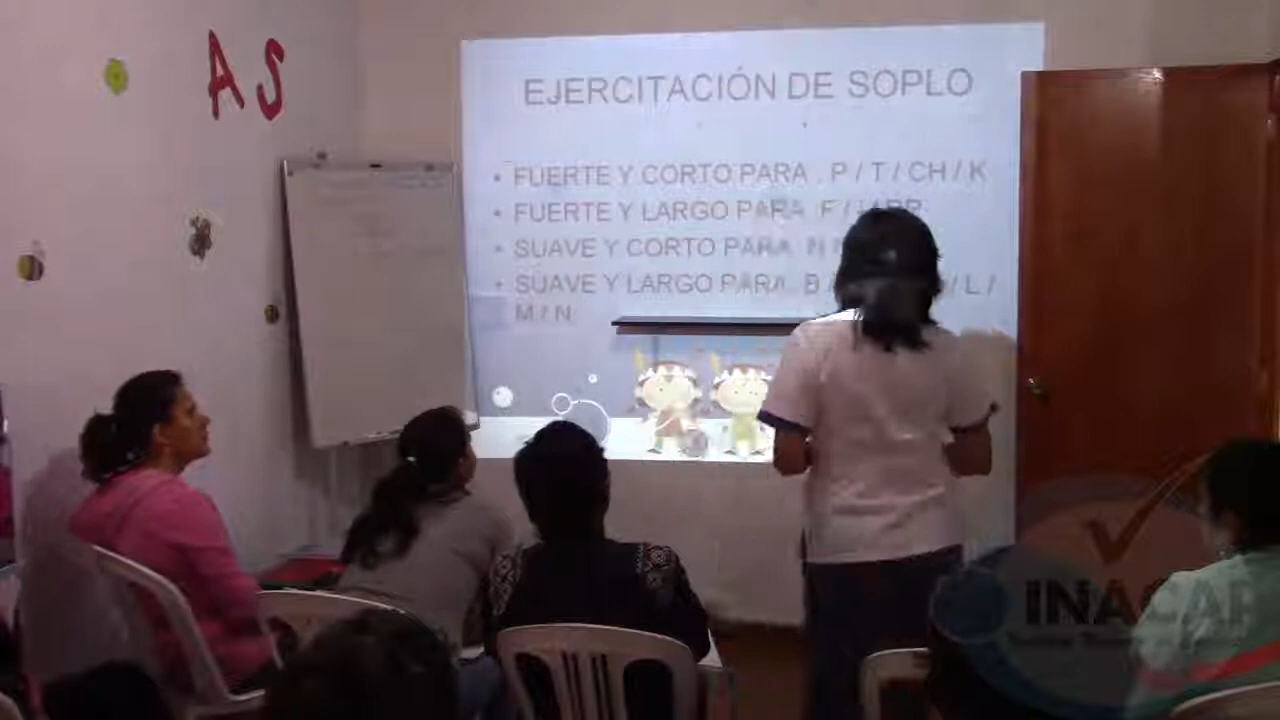 A S
EJERCITACIÓN DE SOPLO
• FUERTE Y CORTO PARA . P / T / CH / K
• FUERTE Y LARGO PARA F /
• SUAVE Y CORTO PARA
• SUAVE Y LARGO PARA. B / / L /
M / N
INACAP